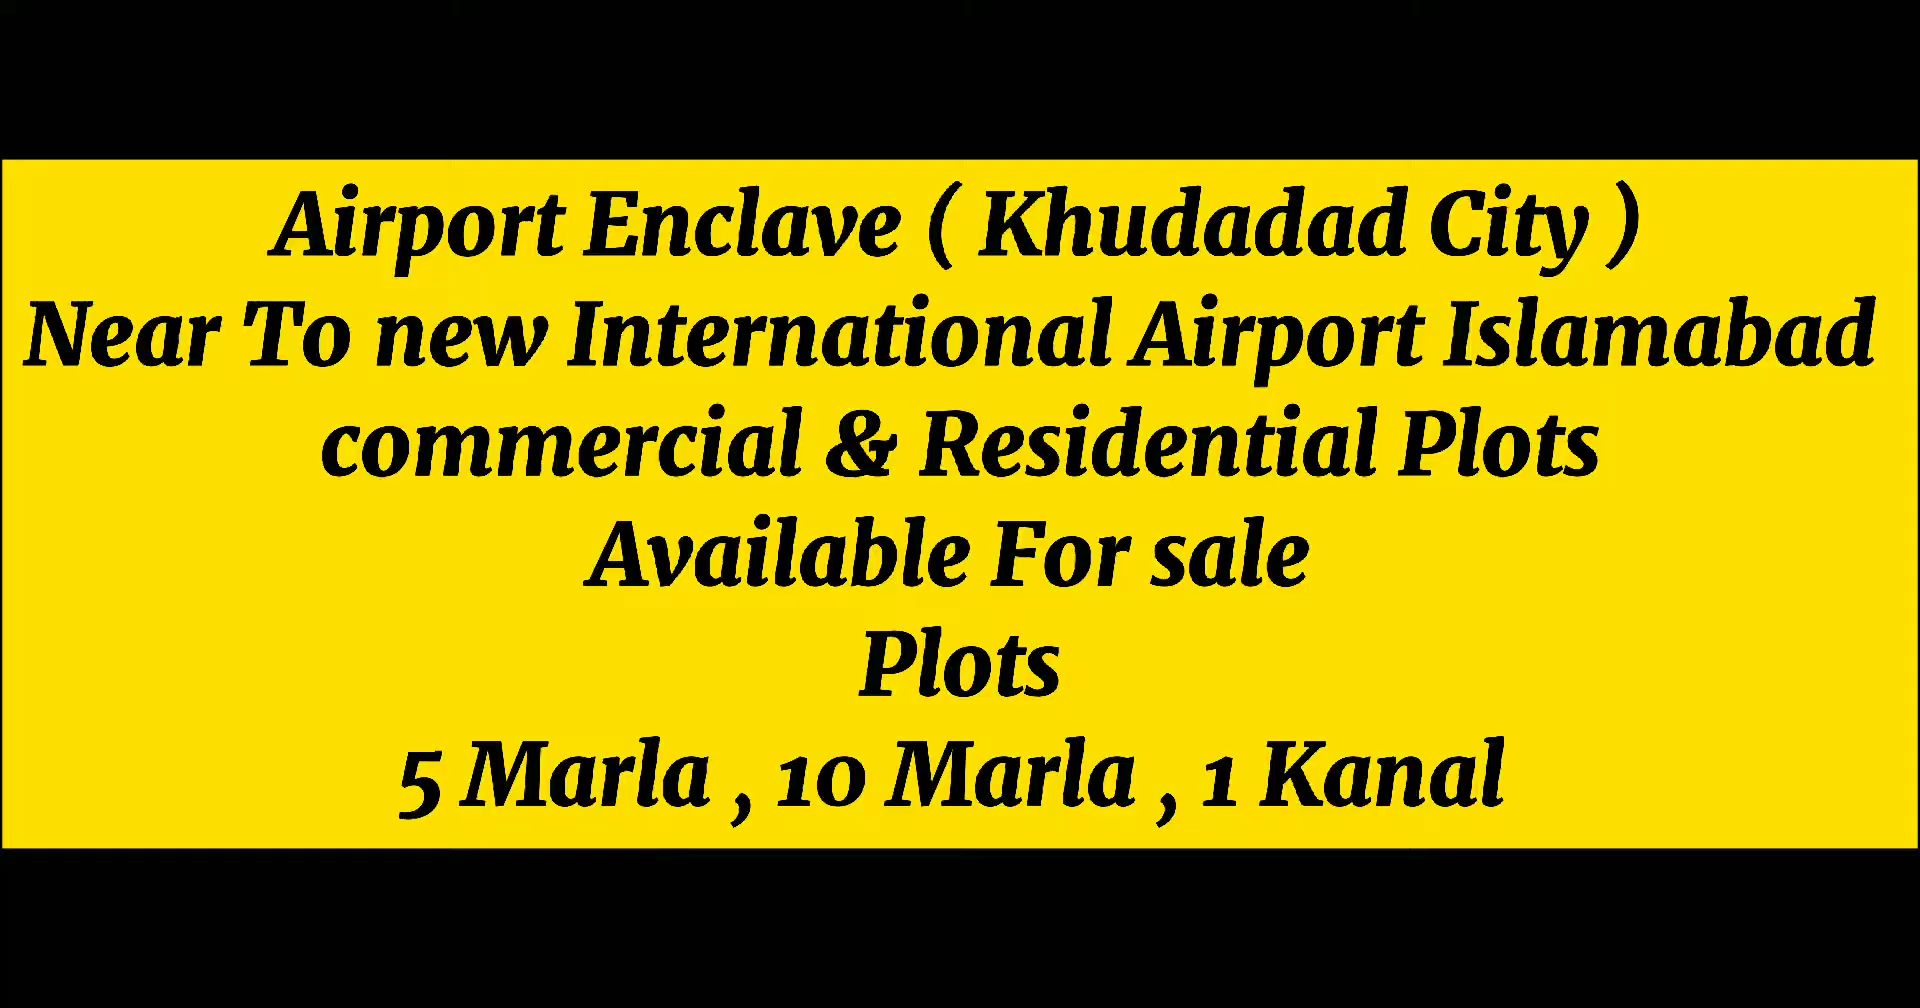 Airport Enclave ( Khudadad City )
Near To new International Airport Islamabad
commercial & Residential Plots
Available For sale
Plots
5 Marla , 10 Marla , 1 Kanal